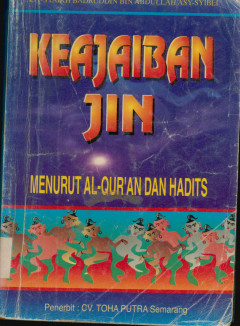 BADRUDDIN BIN ABDULLAH ASY-SYIBLI
KEAJAIBAN
JIN
MENURUT AL-QUR'AN DAN HADITS
Penerbit : CV. TOHA PUTRA Semarang